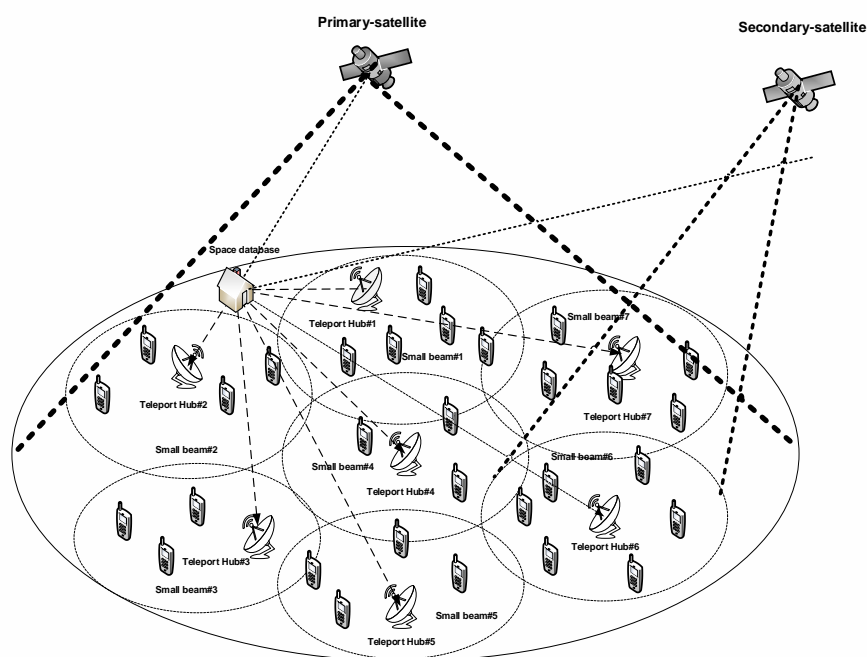 Primary-satellite
Secondary-satellite
Space database
Teleport Hub#1
Small beam#7
Small beam#1
Teleport Hub#2
Teleport Hub#7
Small beam#2
Small beam#4
Small beam#6
Teleport Hub#4
Teleport Hub#6
Teleport Hub#3
Small beam#3
Small beam#5
Teleport Hub#5